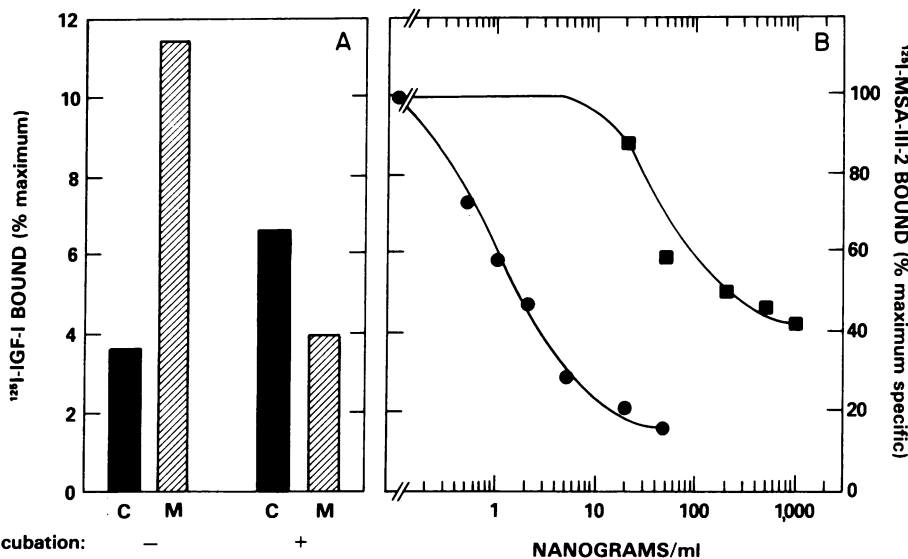 A
B
¹²⁵I-IGF-I BOUND (% maximum)
12
10
8
6
4
2
0
C
M
C
M
cubation:
−
+
100
80
60
40
20
0
¹²⁵I-MSA-III-2 BOUND (% maximum specific)
1
10
100
1,000
NANOGRAMS/ml